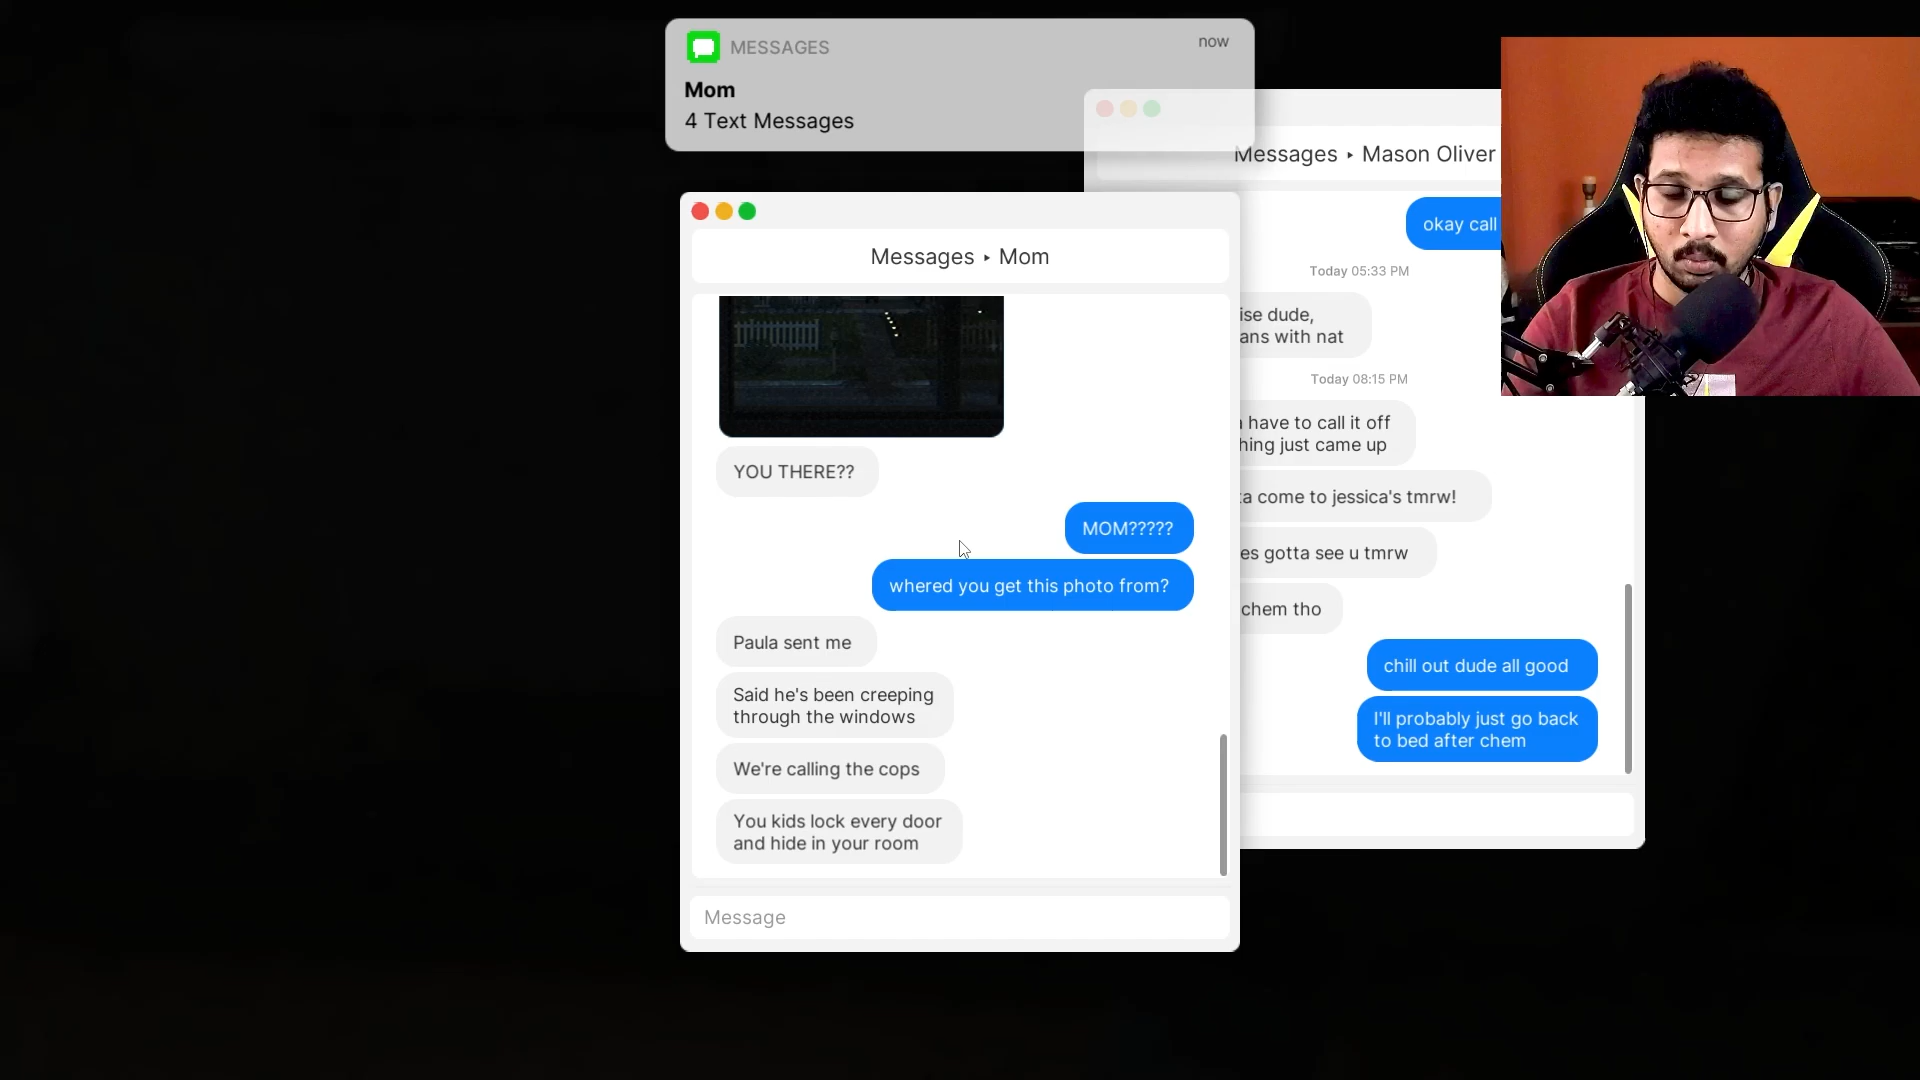 MESSAGES
now
Mom
4 Text Messages
Messages ‣ Mom
YOU THERE??
MOM?????
whered you get this photo from?
Paula sent me
Said he's been creeping
through the windows
We're calling the cops
You kids lock every door
and hide in your room
Message
Messages ‣ Mason Oliver
okay call
Today 05:33 PM
dude,
with nat
Today 08:15 PM
have to call it off
just came up
come to jessica's tmrw!
gotta see u tmrw
chem tho
chill out dude all good
I'll probably just go back
to bed after chem